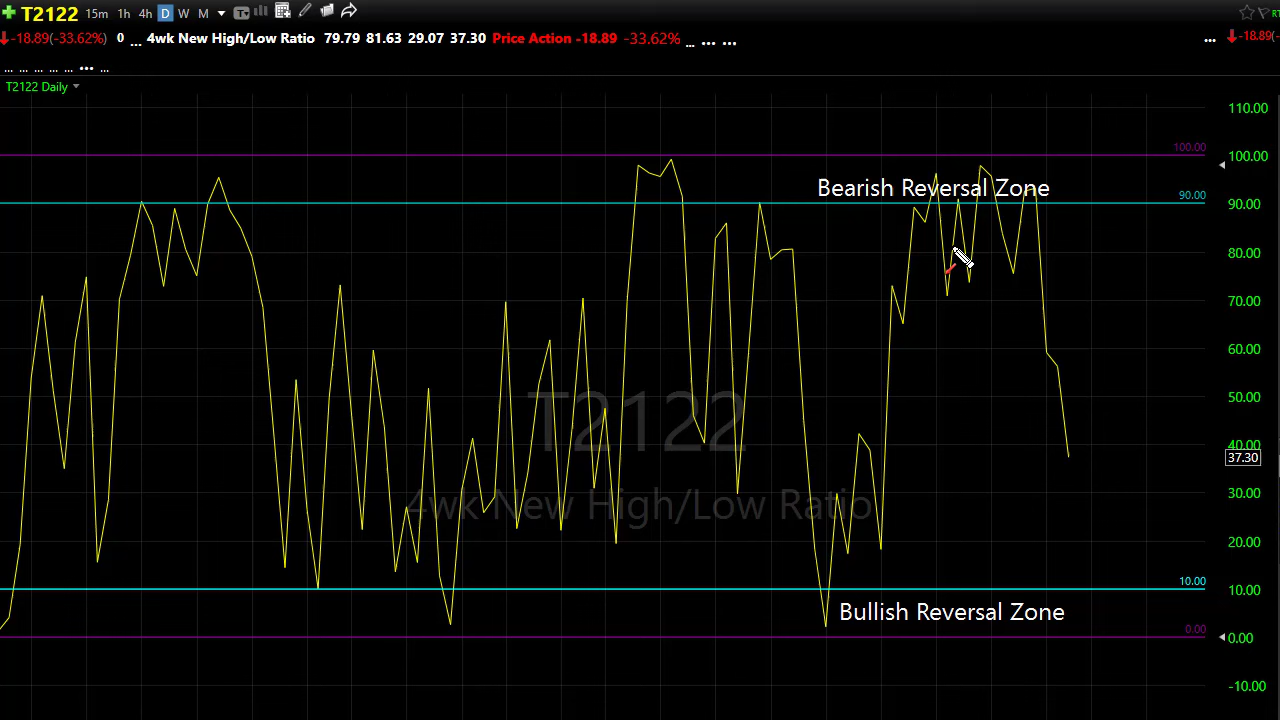 T2122 15m 1h 4h D W M T RT
-18.89(-33.62%) 0 ... 4wk New High/Low Ratio 79.79 81.63 29.07 37.30 Price Action -18.89 -33.62% ... ... ... ... -18.89(-
... ... ... ... ... ... ...
T2122 Daily
110.00
100.00 100.00
Bearish Reversal Zone
90.00 90.00
80.00
70.00
60.00
50.00
T2122
40.00
37.30
4wk New High/Low Ratio
30.00
20.00
10.00 10.00
Bullish Reversal Zone
0.00 0.00
-10.00